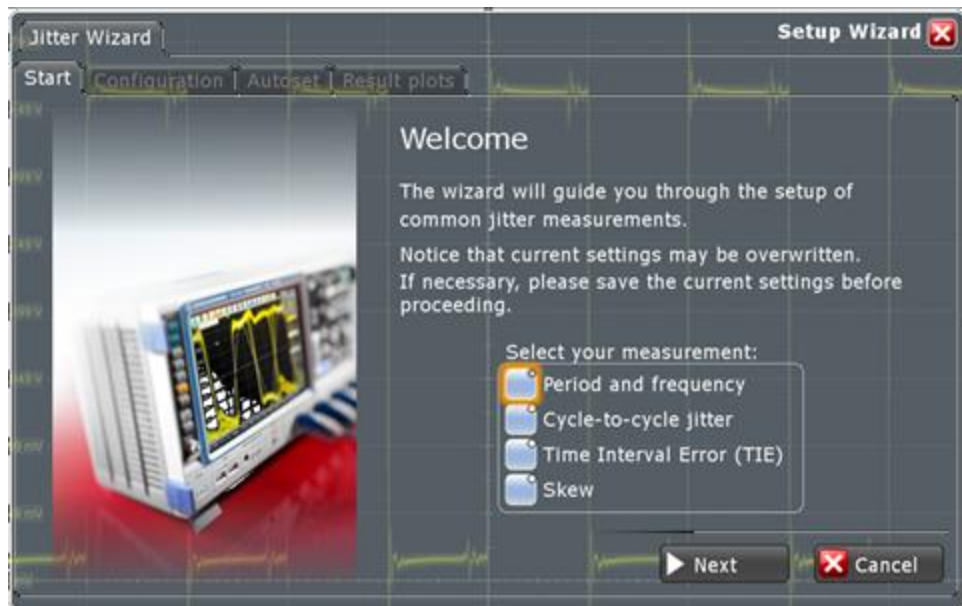 Jitter Wizard
Setup Wizard
Start
Configuration
Autoset
Result plots
Welcome
The wizard will guide you through the setup of
common jitter measurements.
Notice that current settings may be overwritten.
If necessary, please save the current settings before
proceeding.
Select your measurement:
Period and frequency
Cycle-to-cycle jitter
Time Interval Error (TIE)
Skew
Next
Cancel